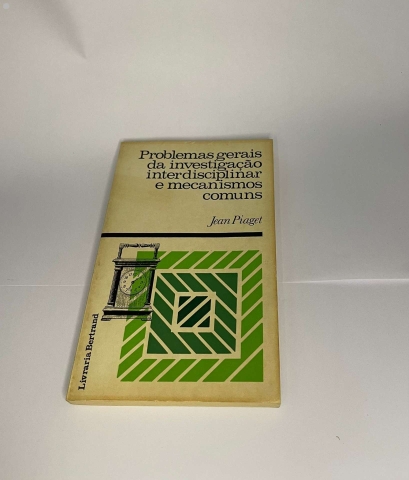 Problemas gerais
da investigação
interdisciplinar
e mecanismos
comuns
Jean Piaget
Livraria Bertrand